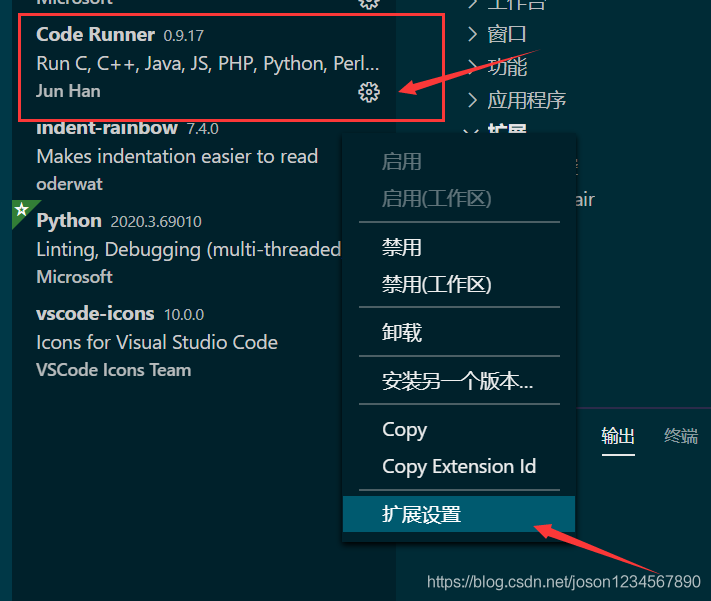 Microsoft
Code Runner 0.9.17
Run C, C++, Java, JS, PHP, Python, Perl...
Jun Han
indent-rainbow 7.4.0
Makes indentation easier to read
oderwat
Python 2020.3.69010
Linting, Debugging (multi-threaded
Microsoft
vscode-icons 10.0.0
Icons for Visual Studio Code
VSCode Icons Team
工作台
窗口
功能
应用程序
扩展
air
启用
启用(工作区)
禁用
禁用(工作区)
卸载
安装另一个版本...
Copy
Copy Extension Id
扩展设置
输出
终端
https://blog.csdn.net/joson1234567890